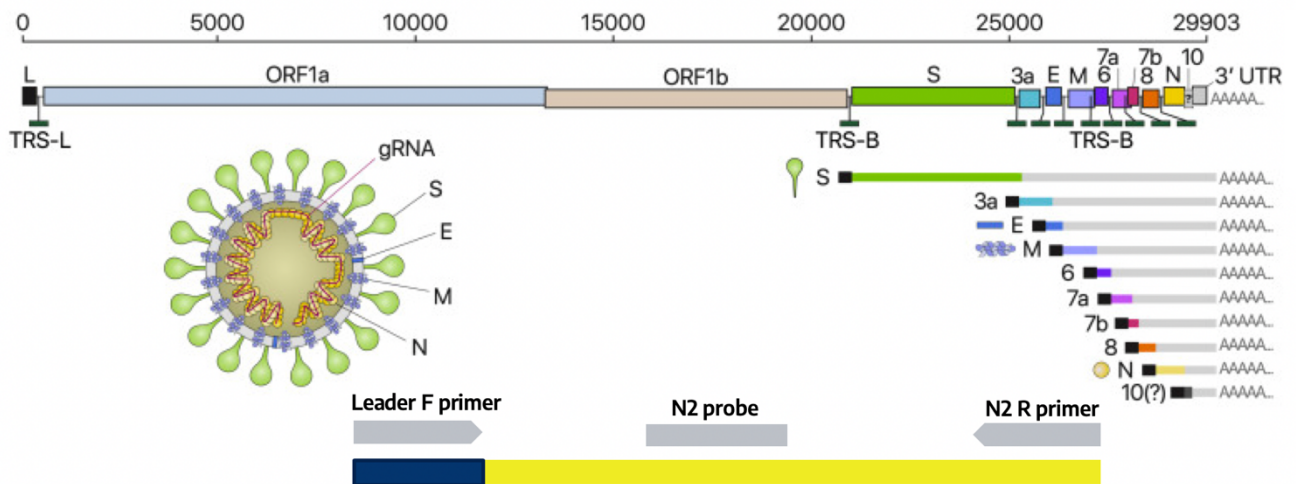 0 5000 10000 15000 20000 25000 29903
7a 7b 10
L ORF1a ORF1b S 3a E M 6 8 N 3′ UTR
? AAAAA...
TRS-L TRS-B TRS-B
gRNA
S
E
M
N
S AAAAA...
3a AAAAA...
E AAAAA...
M AAAAA...
6 AAAAA...
7a AAAAA...
7b AAAAA...
8 AAAAA...
N AAAAA...
10(?) AAAAA...
Leader F primer N2 probe N2 R primer